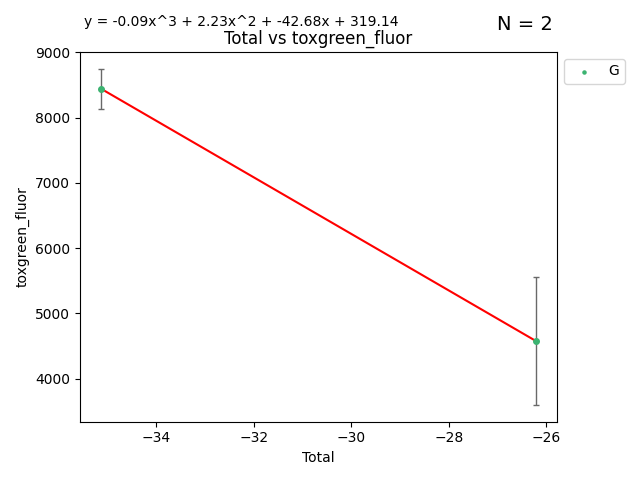 y = -0.09x^3 + 2.23x^2 + -42.68x + 319.14
N = 2
Total vs toxgreen_fluor
G
toxgreen_fluor
9000
8000
7000
6000
5000
4000
−34
−32
−30
−28
−26
Total